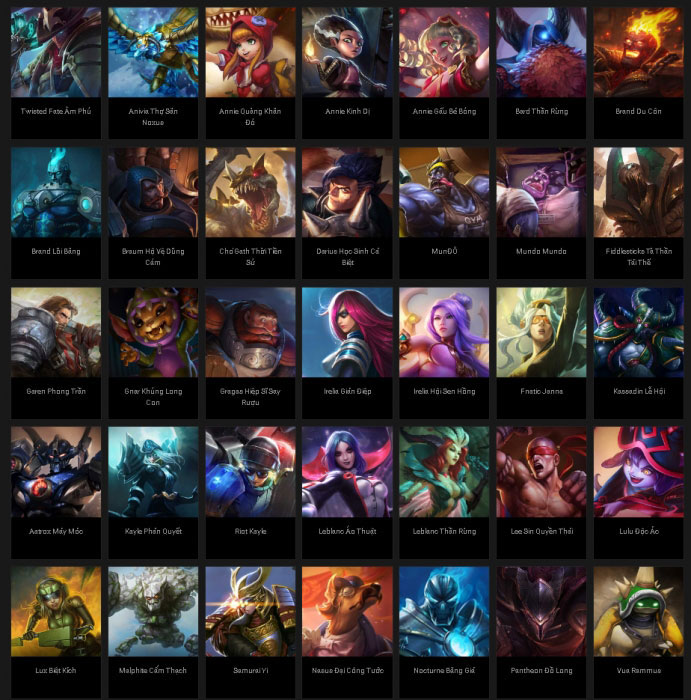 Twisted Fate Âm Phủ
Anivia Thợ Săn
Noxus
Annie Quàng Khăn
Đỏ
Annie Kinh Dị
Annie Gấu Bé Bỏng
Bard Thần Rừng
Brand Du Côn
Brand Lõi Băng
Braum Hộ Vệ Dũng
Cảm
Cho'Gath Thời Tiền
Sử
Darius Học Sinh Cá
Biệt
MunĐÔ
Mundo Mundo
Fiddlesticks Tà Thần
Tái Thế
Garen Phong Trần
Gnar Khủng Long
Con
Gragas Hiệp Sĩ Say
Rượu
Irelia Gián Điệp
Irelia Hội Sen Hồng
Fnatic Janna
Kassadin Lễ Hội
Aatrox Máy Móc
Kayle Phán Quyết
Riot Kayle
Leblanc Ảo Thuật
Leblanc Thần Rừng
Lee Sin Quyền Thái
Lulu Độc Ác
Lux Biệt Kích
Malphite Cẩm Thạch
Samurai Yi
Nasus Đại Công Tước
Nocturne Băng Giá
Pantheon Đồ Long
Vua Rammus